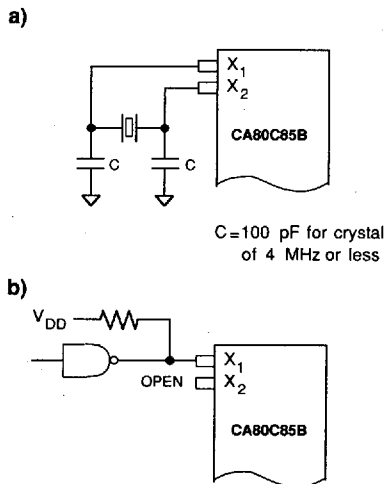 a)
X1
X2
CA80C85B
C
C
C=100 pF for crystal
of 4 MHz or less
b)
VDD
X1
OPEN
X2
CA80C85B